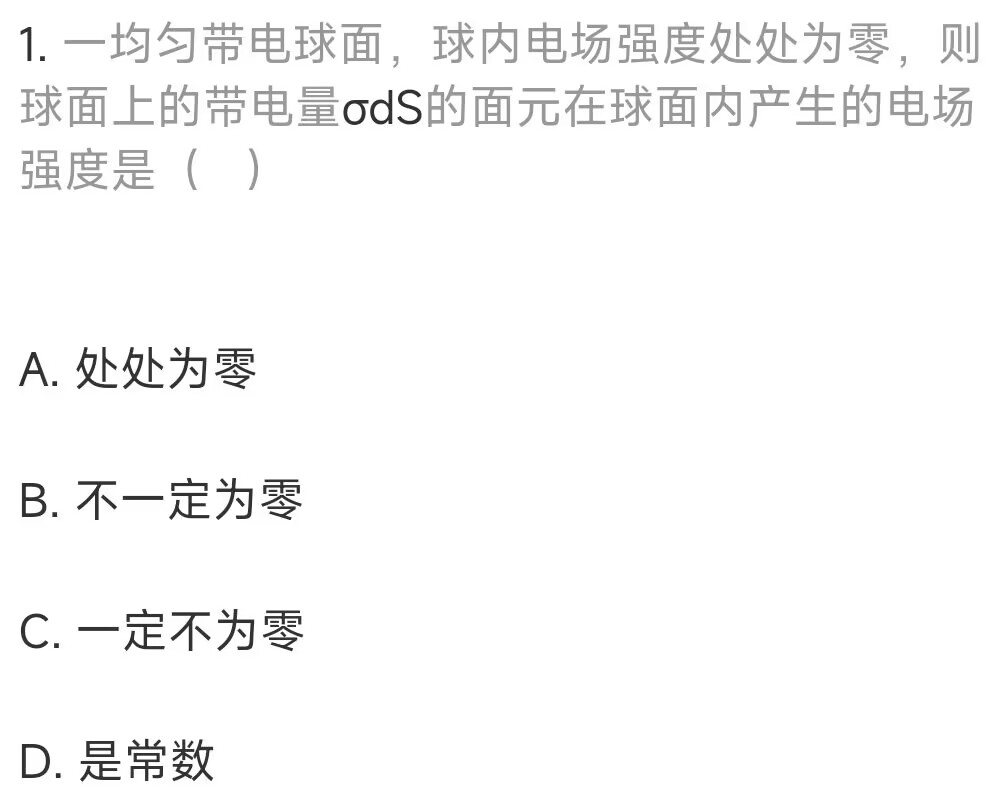 1. 一均匀带电球面，球内电场强度处处为零，则
球面上的带电量σdS的面元在球面内产生的电场
强度是（　）
A. 处处为零
B. 不一定为零
C. 一定不为零
D. 是常数